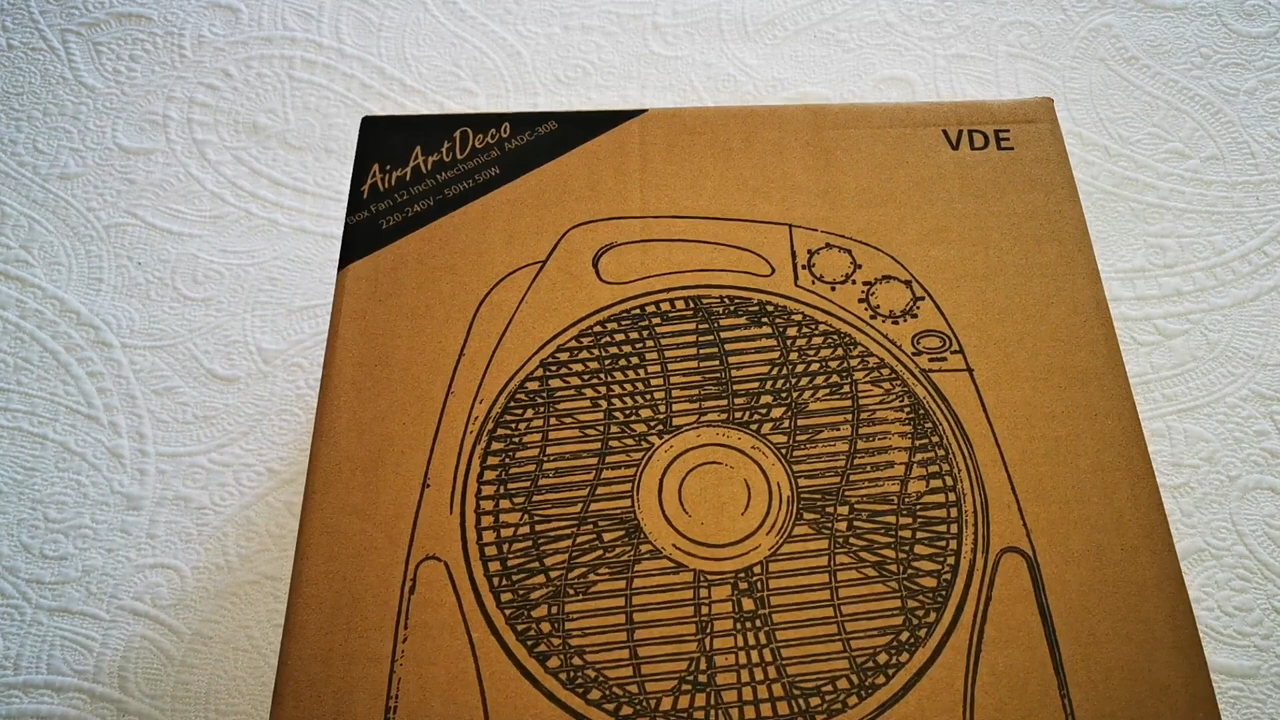 AirArtDeco
Box Fan 12 Inch Mechanical AADC-30B
220-240V ~ 50Hz 50W
VDE